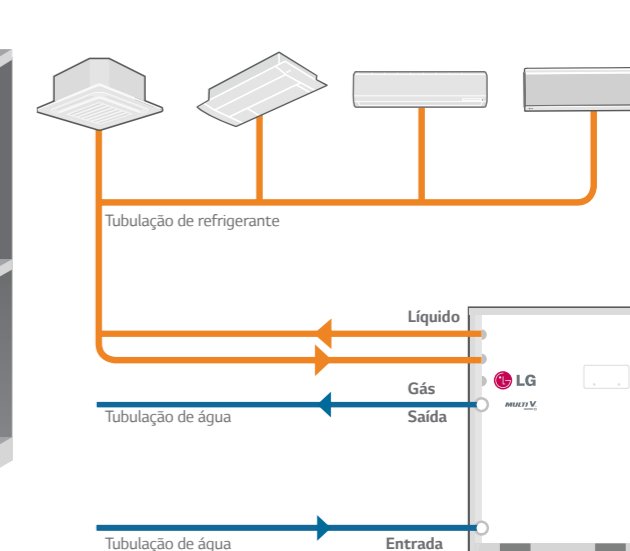 Tubulação de refrigerante
Líquido
LG
Gás
MULTI V
Tubulação de água
Saída
Tubulação de água
Entrada